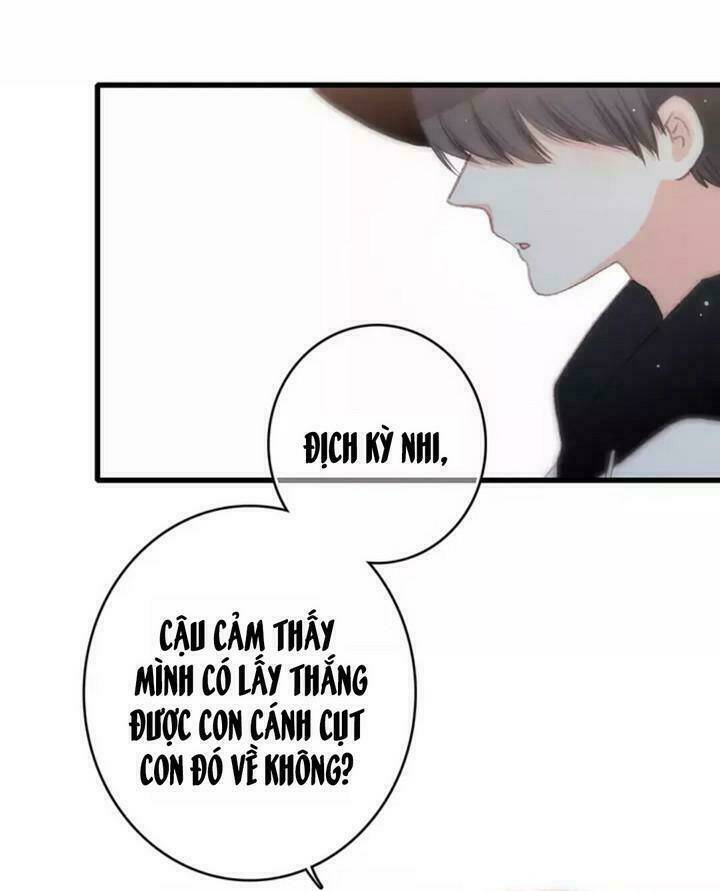 ĐỊCH KỲ NHI,
CẬU CẢM THẤY
MÌNH CÓ LẤY THẮNG
ĐƯỢC CON CÁNH CỤT
CON ĐÓ VỀ KHÔNG?